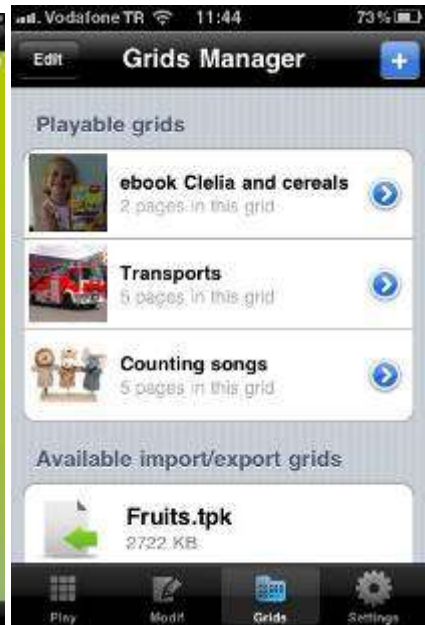 Vodafone TR 11:44 73%
Edit Grids Manager +
Playable grids
ebook Clelia and cereals
2 pages in this grid
Transports
5 pages in this grid
Counting songs
5 pages in this grid
Available import/export grids
Fruits.tpk
2722 KB
Play Modif Grids Settings